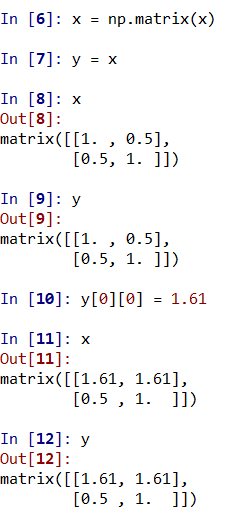 In [6]: x = np.matrix(x)
In [7]: y = x
In [8]: x
Out[8]:
matrix([[1. , 0.5],
        [0.5, 1. ]])
In [9]: y
Out[9]:
matrix([[1. , 0.5],
        [0.5, 1. ]])
In [10]: y[0][0] = 1.61
In [11]: x
Out[11]:
matrix([[1.61, 1.61],
        [0.5 , 1.  ]])
In [12]: y
Out[12]:
matrix([[1.61, 1.61],
        [0.5 , 1.  ]])